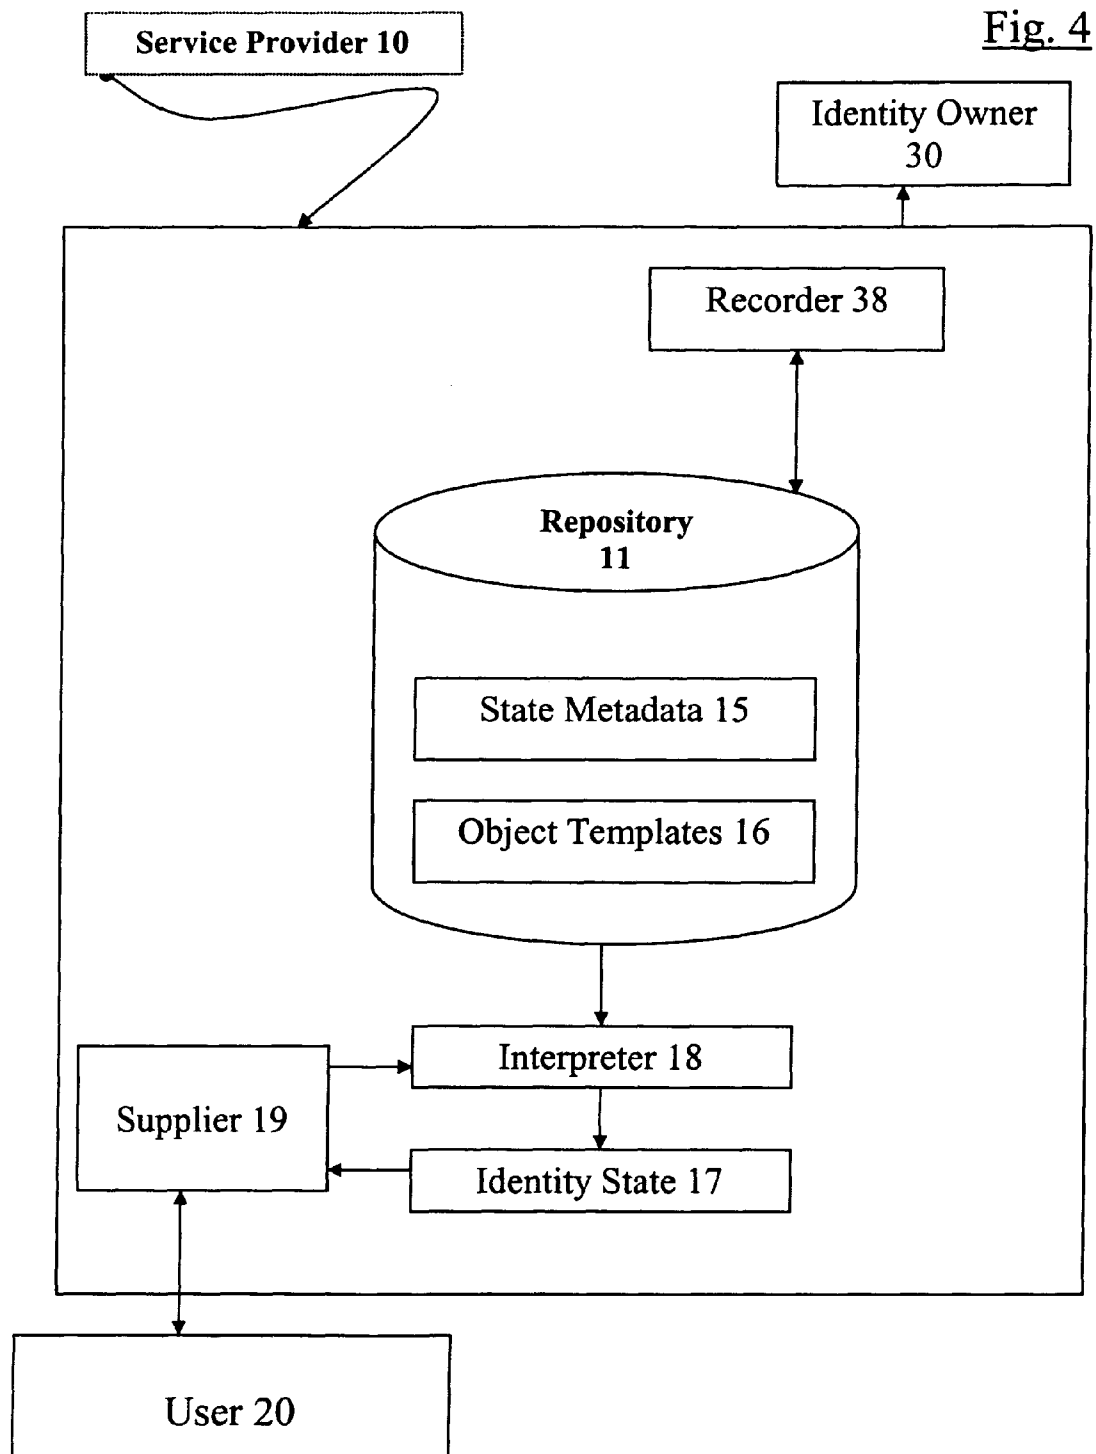 Fig. 4
Service Provider 10
Identity Owner
30
Recorder 38
Repository
11
State Metadata 15
Object Templates 16
Interpreter 18
Supplier 19
Identity State 17
User 20